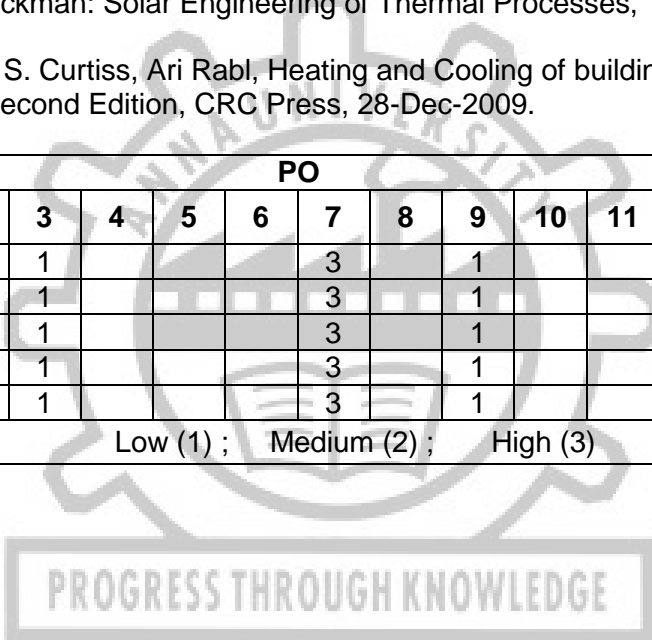 ckman: Solar Engineering of Thermal Processes,
S. Curtiss, Ari Rabl, Heating and Cooling of buildin
econd Edition, CRC Press, 28-Dec-2009.
ANNA UNIVERSITY
PO
3 4 5 6 7 8 9 10 11
1 3 1
1 3 1
1 3 1
1 3 1
1 3 1
Low (1) ; Medium (2) ; High (3)
PROGRESS THROUGH KNOWLEDGE